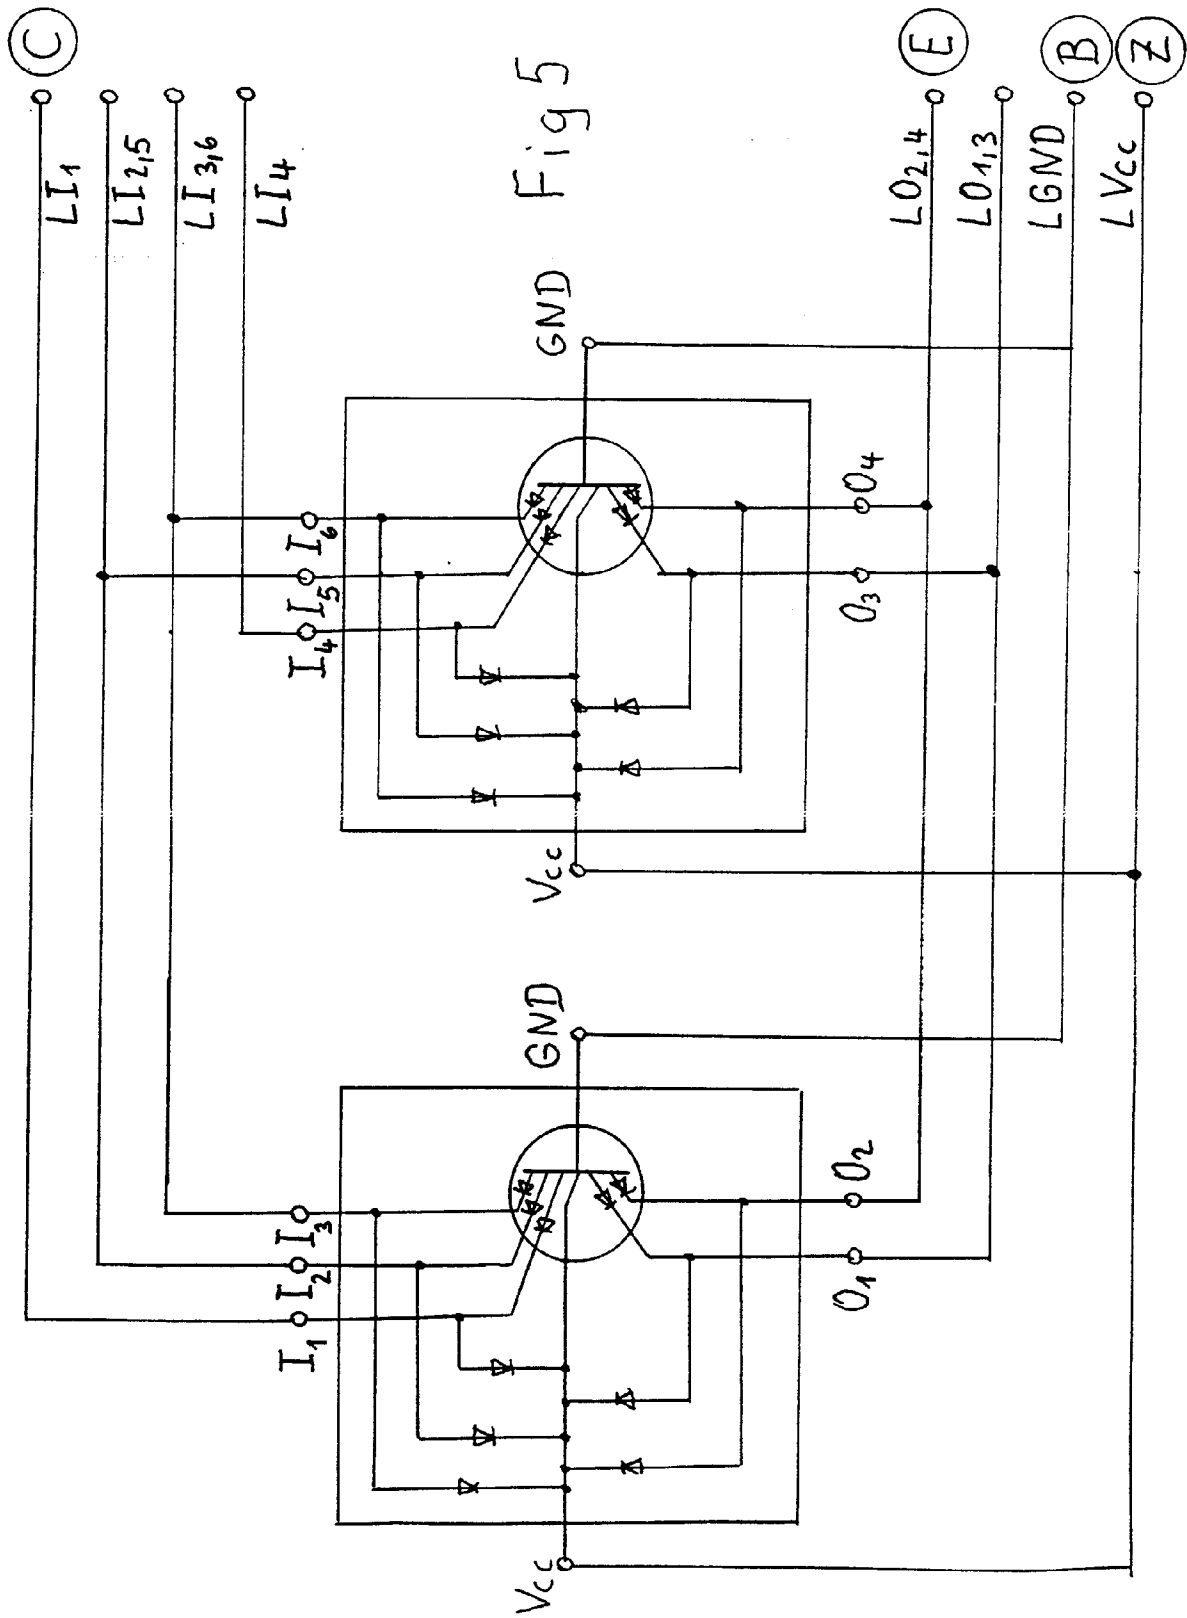 C
LI1
LI2,5
LI3,6
LI4
Fig 5
E
B
Z
LO2,4
LO1,3
LGND
LVcc
GND
I6
I5
I4
O4
O3
Vcc
GND
I3
I2
I1
O2
O1
Vcc